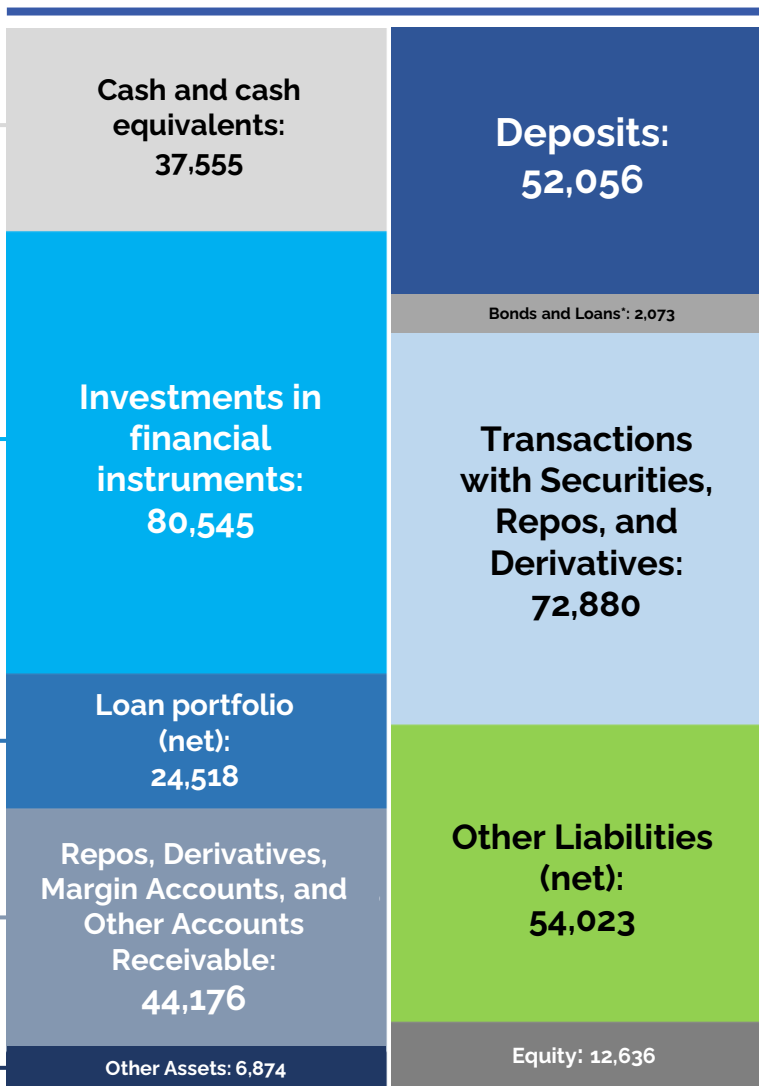 Cash and cash
equivalents:
37,555
Investments in
financial
instruments:
80,545
Loan portfolio
(net):
24,518
Repos, Derivatives,
Margin Accounts, and
Other Accounts
Receivable:
44,176
Other Assets: 6,874
Deposits:
52,056
Bonds and Loans*: 2,073
Transactions
with Securities,
Repos, and
Derivatives:
72,880
Other Liabilities
(net):
54,023
Equity: 12,636